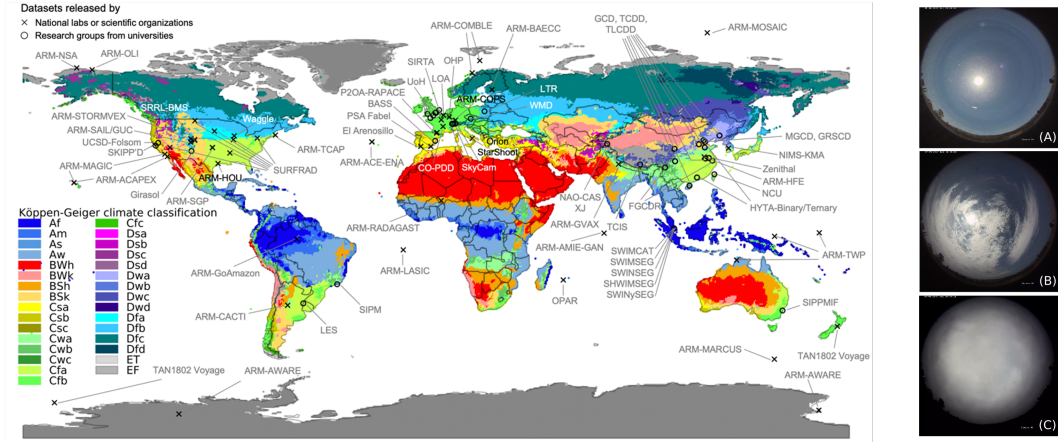 Datasets released by
× National labs or scientific organizations
○ Research groups from universities
ARM-NSA
ARM-OLI
ARM-COMBLE
ARM-BAECC
GCD, TCDD,
TLCDD
ARM-MOSAIC
SIRTA
OHP
LOA
UoH
P2OA-RAPACE
BASS
PSA Fabel
El Arenosillo
ARM-ACE-ENA
ARM-COPS
LTR
WMD
Orion
StarShoot
SRRL-BMS
Waggle
ARM-STORMVEX
ARM-SAIL/GUC
UCSD-Folsom
SKIPP'D
ARM-MAGIC
ARM-ACAPEX
Girasol
ARM-SGP
ARM-HOU
ARM-TCAP
SURFRAD
CO-PDD
SkyCam
MGCD, GRSCD
NIMS-KMA
Zenithal
ARM-HFE
NCU
HYTA-Binary/Ternary
NAO-CAS
XJ
ARM-GVAX
FGCDR
TCIS
ARM-AMIE-GAN
SWIMCAT
SWIMSEG
SWINSEG
SHWIMSEG
SWINySEG
ARM-TWP
ARM-RADAGAST
ARM-LASIC
ARM-GoAmazon
SIPM
ARM-CACTI
LES
OPAR
SIPPMIF
ARM-MARCUS
TAN1802 Voyage
ARM-AWARE
TAN1802 Voyage
ARM-AWARE
Köppen-Geiger climate classification
Af
Am
As
Aw
BWh
BWk
BSh
BSk
Csa
Csb
Csc
Cwa
Cwb
Cwc
Cfa
Cfb
Cfc
Dsa
Dsb
Dsc
Dsd
Dwa
Dwb
Dwc
Dwd
Dfa
Dfb
Dfc
Dfd
ET
EF
(A)
(B)
(C)